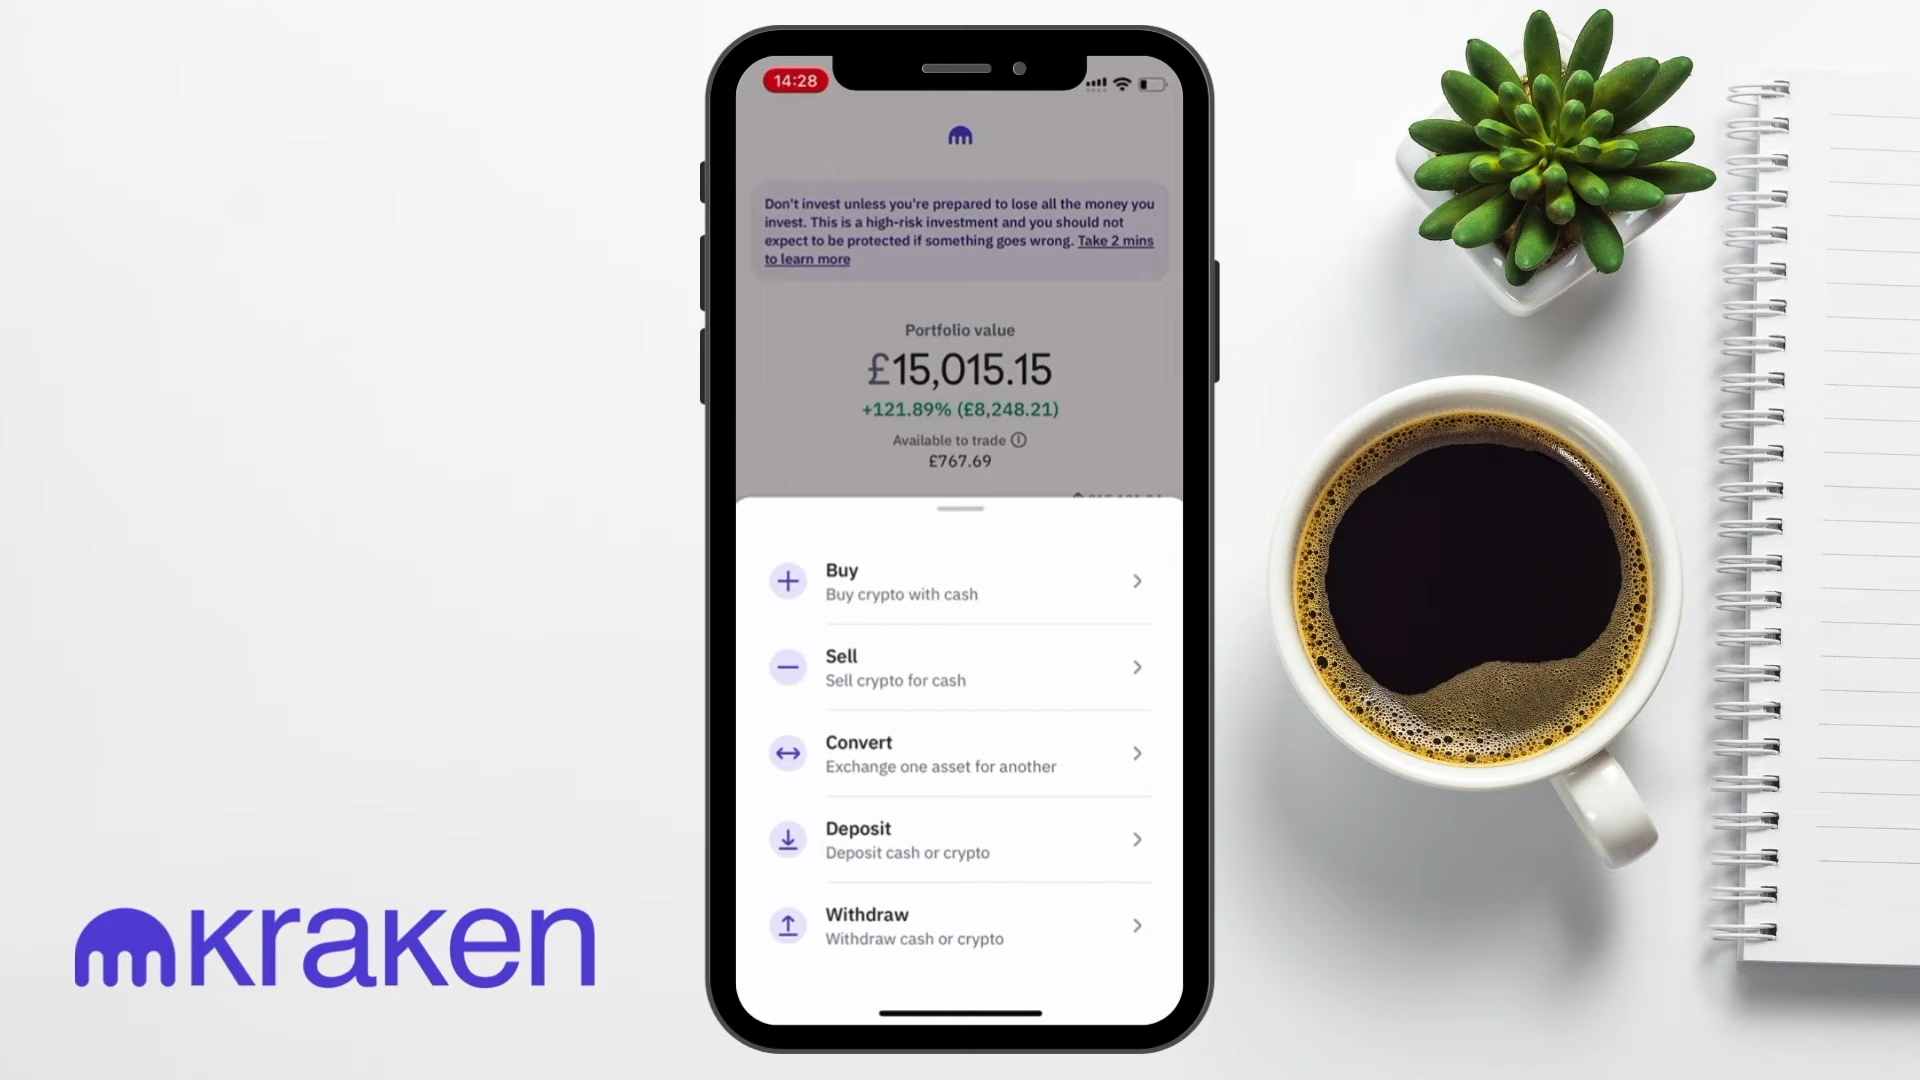 14:28
Don't invest unless you're prepared to lose all the money you
invest. This is a high-risk investment and you should not
expect to be protected if something goes wrong. Take 2 mins
to learn more
Portfolio value
£15,015.15
+121.89% (£8,248.21)
Available to trade
£767.69
Buy
Buy crypto with cash
Sell
Sell crypto for cash
Convert
Exchange one asset for another
Deposit
Deposit cash or crypto
Withdraw
Withdraw cash or crypto
kraken